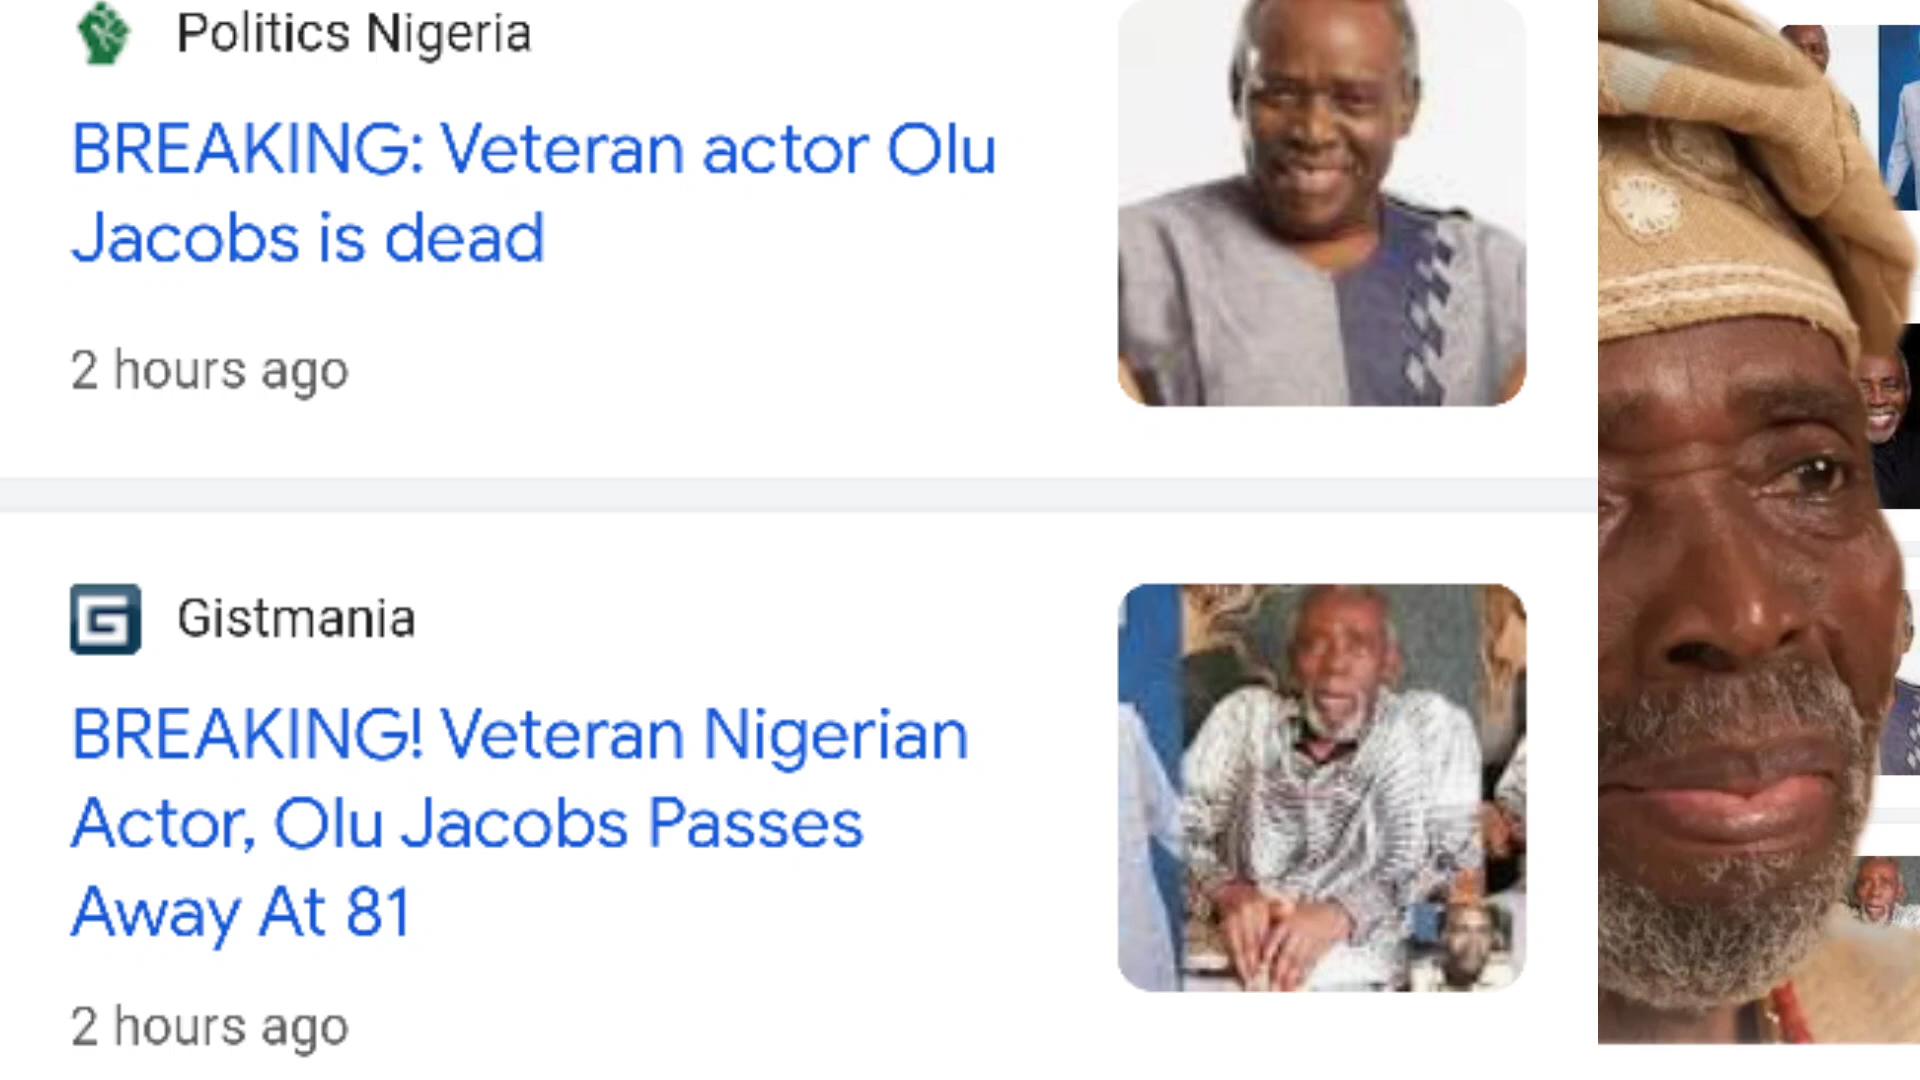 Politics Nigeria
BREAKING: Veteran actor Olu
Jacobs is dead
2 hours ago
Gistmania
BREAKING! Veteran Nigerian
Actor, Olu Jacobs Passes
Away At 81
2 hours ago